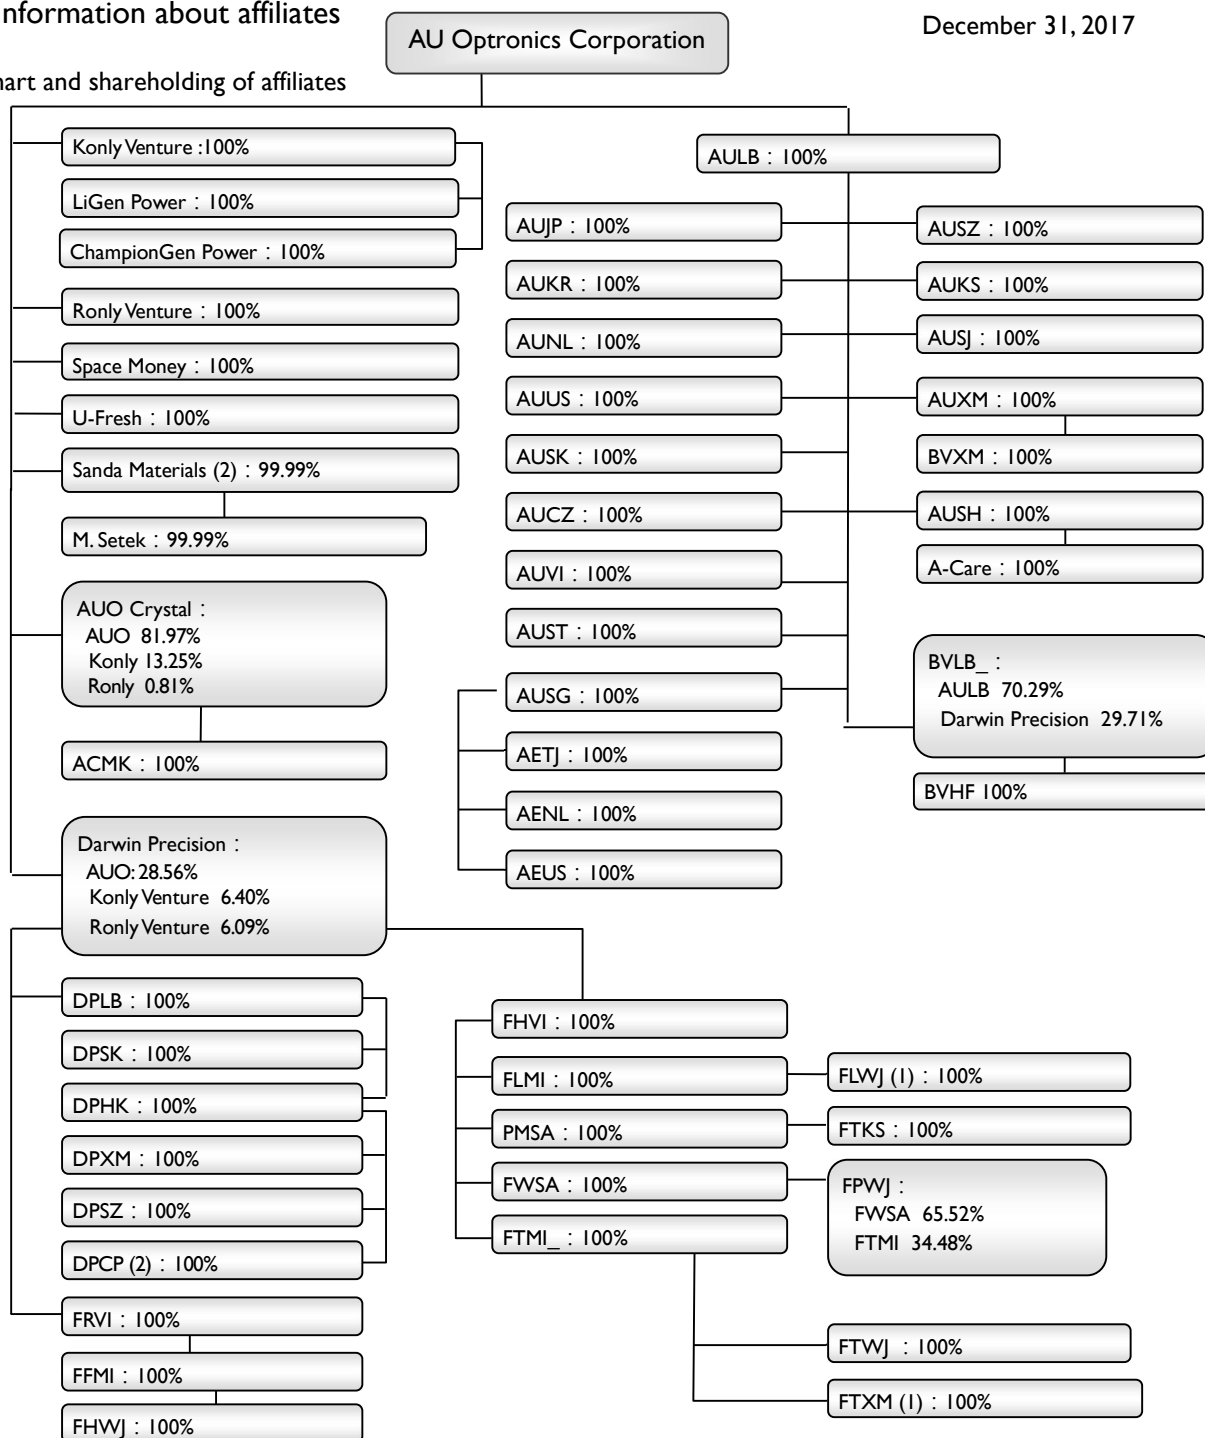 nformation about affiliates
AU Optronics Corporation
December 31, 2017
art and shareholding of affiliates
Konly Venture :100%
LiGen Power : 100%
ChampionGen Power : 100%
Ronly Venture : 100%
Space Money : 100%
U-Fresh : 100%
Sanda Materials (2) : 99.99%
M. Setek : 99.99%
AUO Crystal :
AUO 81.97%
Konly 13.25%
Ronly 0.81%
ACMK : 100%
Darwin Precision :
AUO: 28.56%
Konly Venture 6.40%
Ronly Venture 6.09%
AULB : 100%
AUJP : 100%
AUKR : 100%
AUNL : 100%
AUUS : 100%
AUSK : 100%
AUCZ : 100%
AUVI : 100%
AUST : 100%
AUSG : 100%
AETJ : 100%
AENL : 100%
AEUS : 100%
AUSZ : 100%
AUKS : 100%
AUSJ : 100%
AUXM : 100%
BVXM : 100%
AUSH : 100%
A-Care : 100%
BVLB_ :
AULB 70.29%
Darwin Precision 29.71%
BVHF 100%
DPLB : 100%
DPSK : 100%
DPHK : 100%
DPXM : 100%
DPSZ : 100%
DPCP (2) : 100%
FRVI : 100%
FFMI : 100%
FHWJ : 100%
FHVI : 100%
FLMI : 100%
PMSA : 100%
FWSA : 100%
FTMI_ : 100%
FLWJ (1) : 100%
FTKS : 100%
FPWJ :
FWSA 65.52%
FTMI 34.48%
FTWJ : 100%
FTXM (1) : 100%